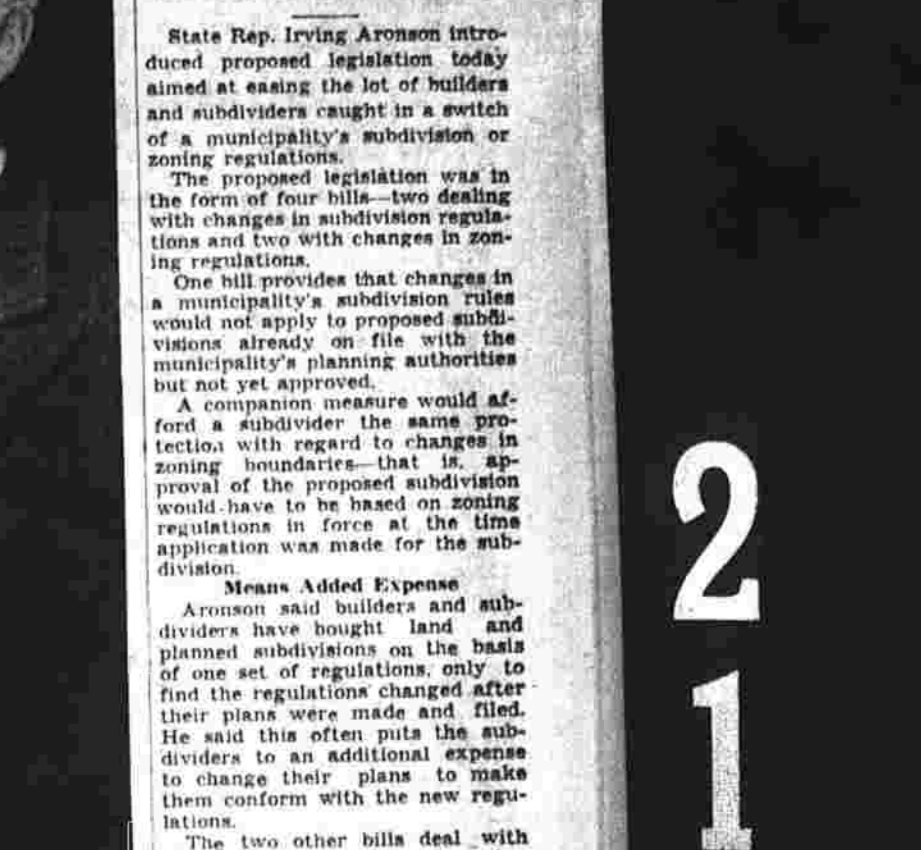 State Rep. Irving Aronson intro-
duced proposed legislation today
aimed at easing the lot of builders
and subdividers caught in a switch
of a municipality's subdivision or
zoning regulations.
The proposed legislation was in
the form of four bills—two dealing
with changes in subdivision regula-
tions and two with changes in zon-
ing regulations.
One bill provides that changes in
a municipality's subdivision rules
would not apply to proposed subdi-
visions already on file with the
municipality's planning authorities
but not yet approved.
A companion measure would af-
ford a subdivider the same pro-
tection with regard to changes in
zoning boundaries—that is, ap-
proval of the proposed subdivision
would have to be based on zoning
regulations in force at the time
application was made for the sub-
division.
Means Added Expense
Aronson said builders and sub-
dividers have bought land and
planned subdivisions on the basis
of one set of regulations, only to
find the regulations changed after
their plans were made and filed.
He said this often puts the sub-
dividers to an additional expense
to change their plans to make
them conform with the new regu-
lations.
The two other bills deal with
2
1